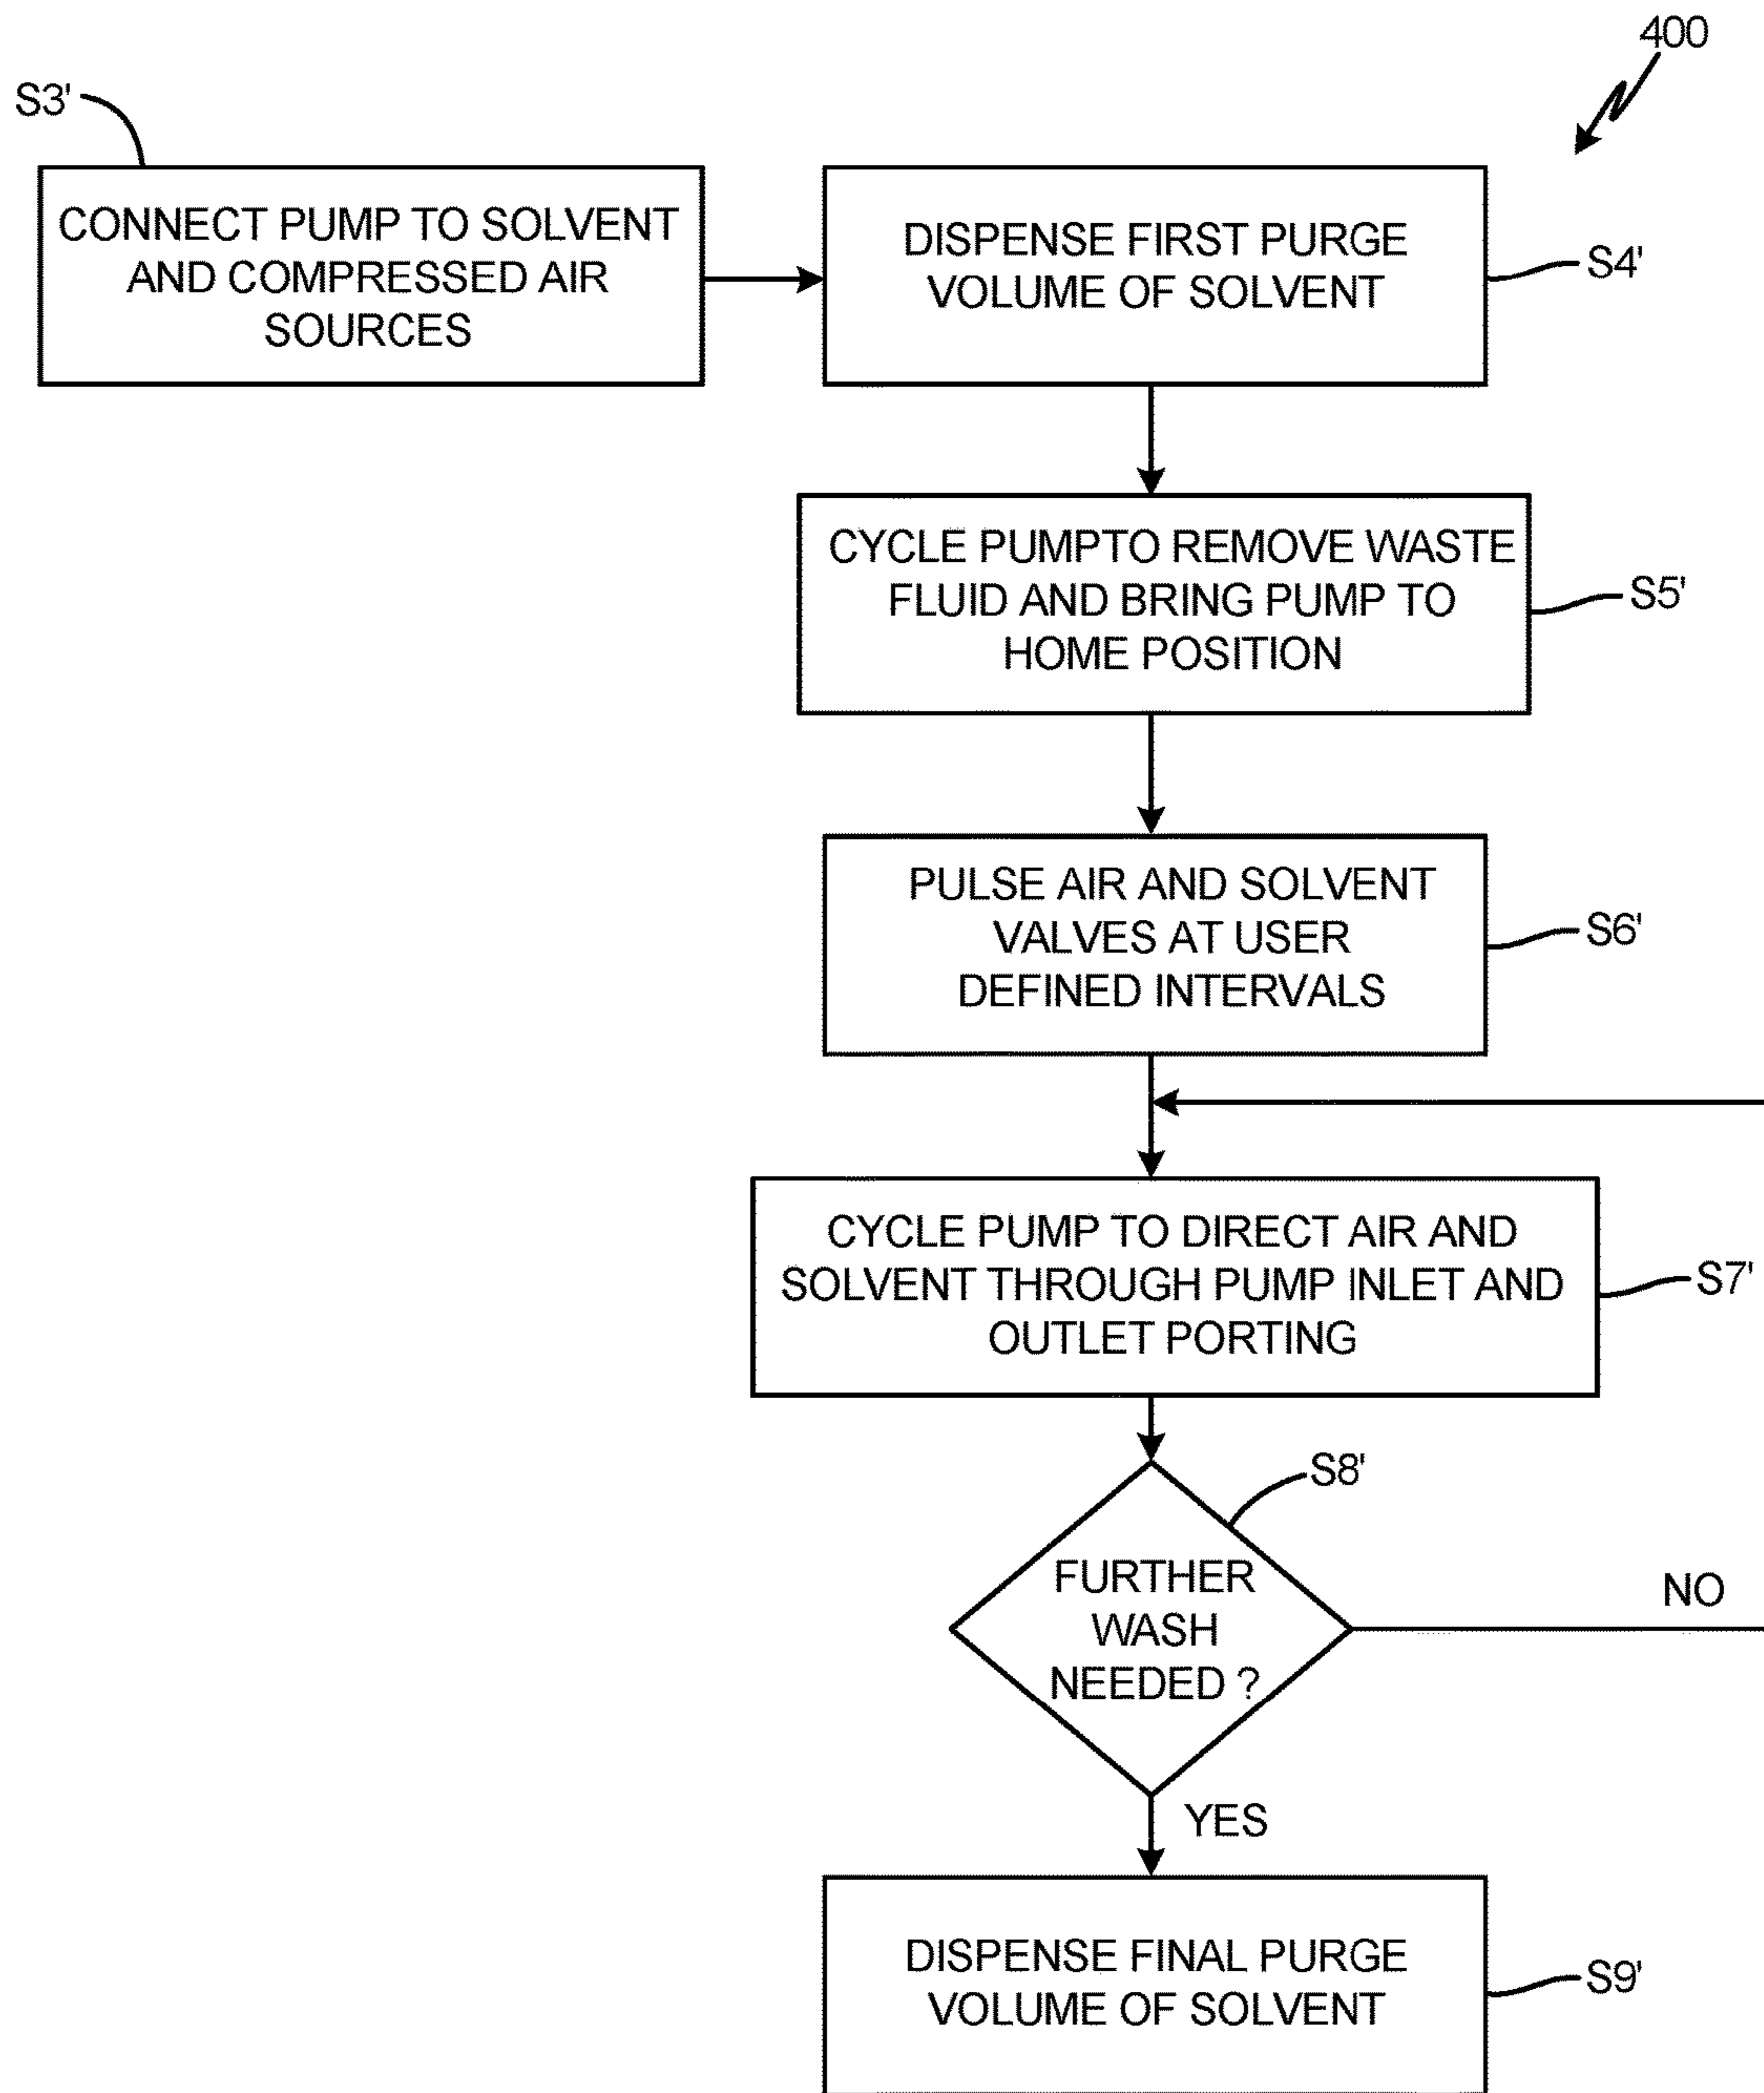 400
S3'
CONNECT PUMP TO SOLVENT
AND COMPRESSED AIR
SOURCES
DISPENSE FIRST PURGE
VOLUME OF SOLVENT
S4'
CYCLE PUMPTO REMOVE WASTE
FLUID AND BRING PUMP TO
HOME POSITION
S5'
PULSE AIR AND SOLVENT
VALVES AT USER
DEFINED INTERVALS
S6'
CYCLE PUMP TO DIRECT AIR AND
SOLVENT THROUGH PUMP INLET AND
OUTLET PORTING
S7'
S8'
FURTHER
WASH
NEEDED ?
NO
YES
DISPENSE FINAL PURGE
VOLUME OF SOLVENT
S9'